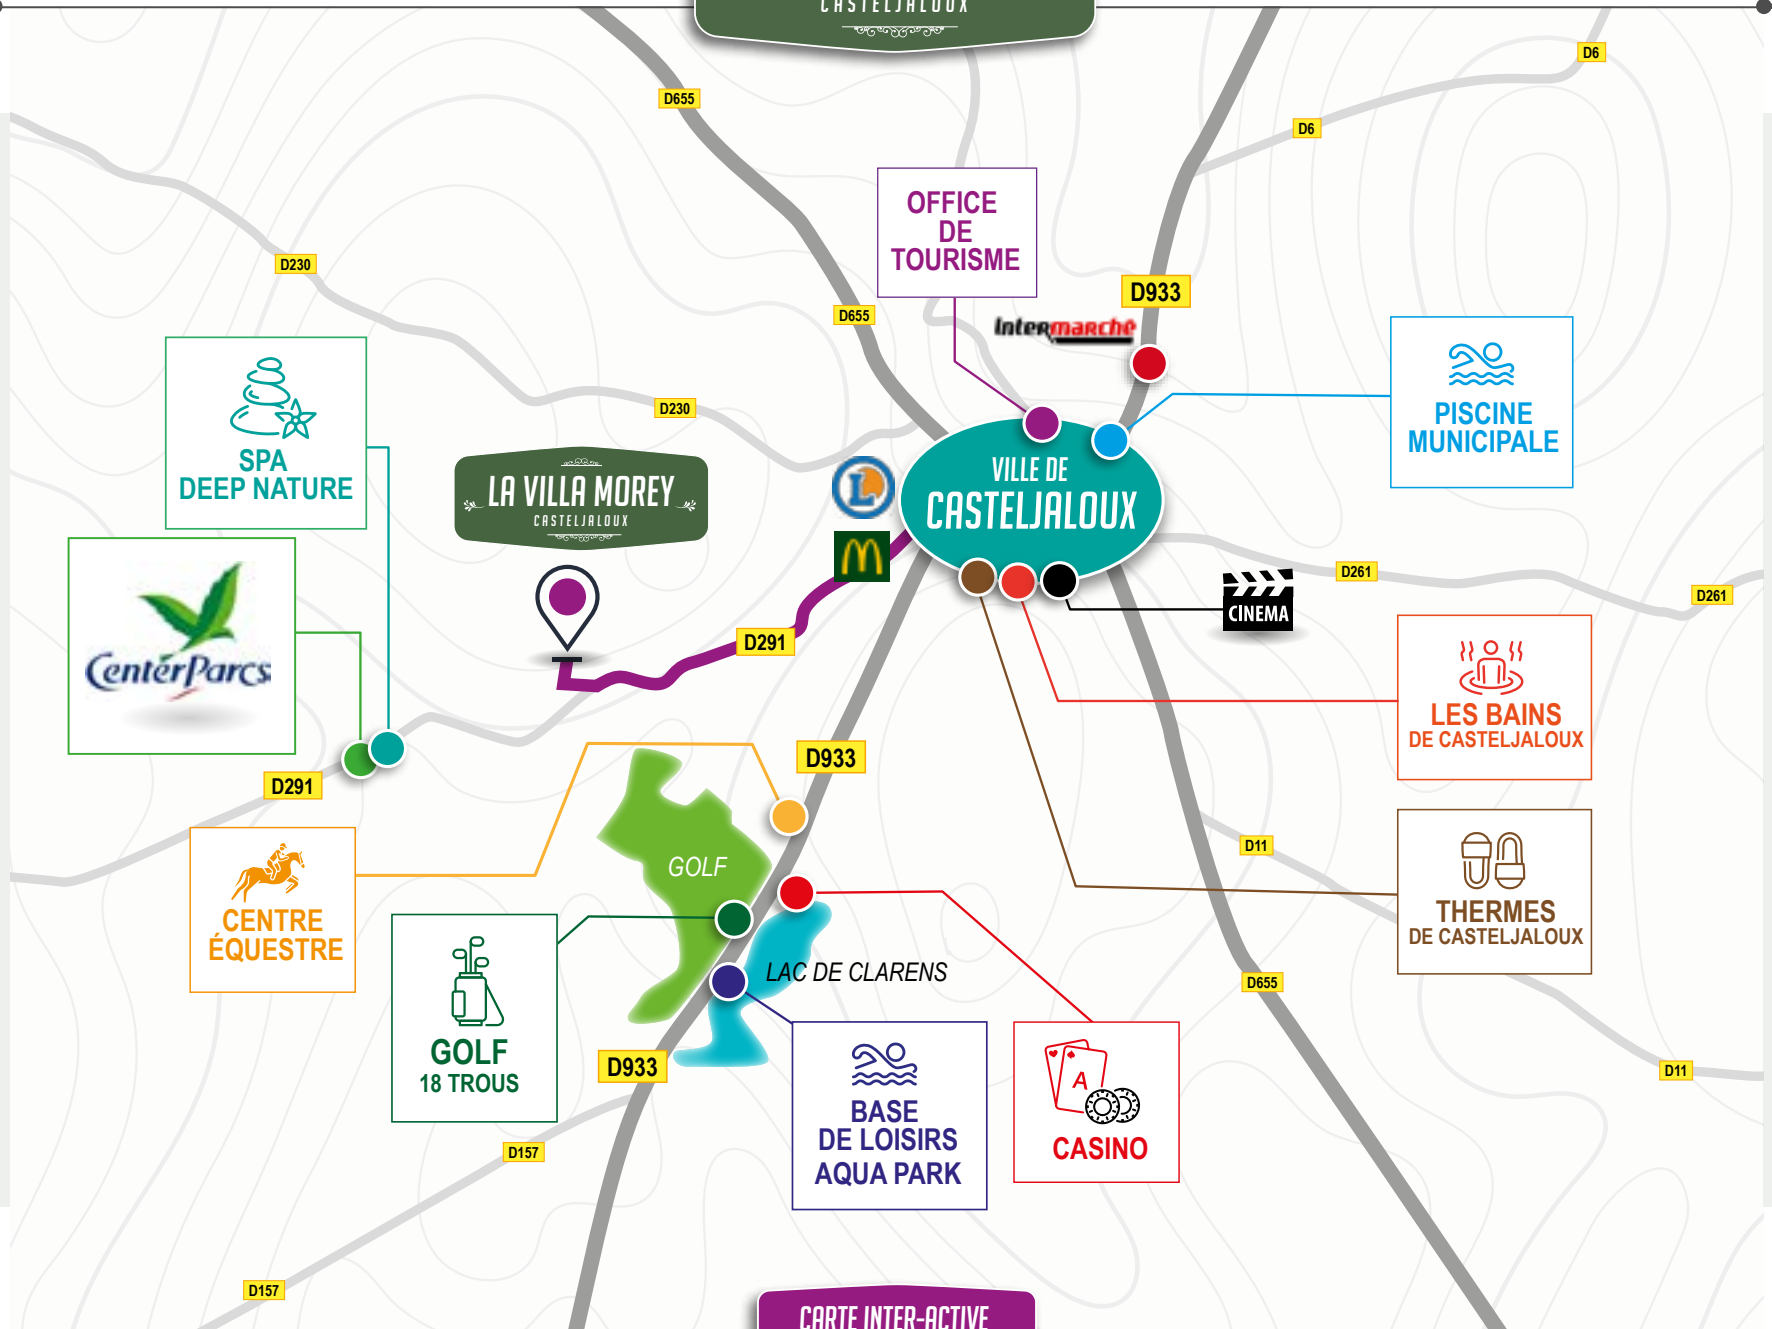 CASTELJALOUX
D6
D655
D6
OFFICE
DE
TOURISME
D230
D933
D655
Intermarché
SPA
DEEP NATURE
D230
PISCINE
MUNICIPALE
LA VILLA MOREY
CASTELJALOUX
L
VILLE DE
CASTELJALOUX
M
D261
D261
CINEMA
CenterParcs
D291
LES BAINS
DE CASTELJALOUX
D291
D933
CENTRE
ÉQUESTRE
GOLF
D11
THERMES
DE CASTELJALOUX
GOLF
18 TROUS
LAC DE CLARENS
D655
D933
D11
BASE
DE LOISIRS
AQUA PARK
A
CASINO
D157
D157
CARTE INTER-ACTIVE